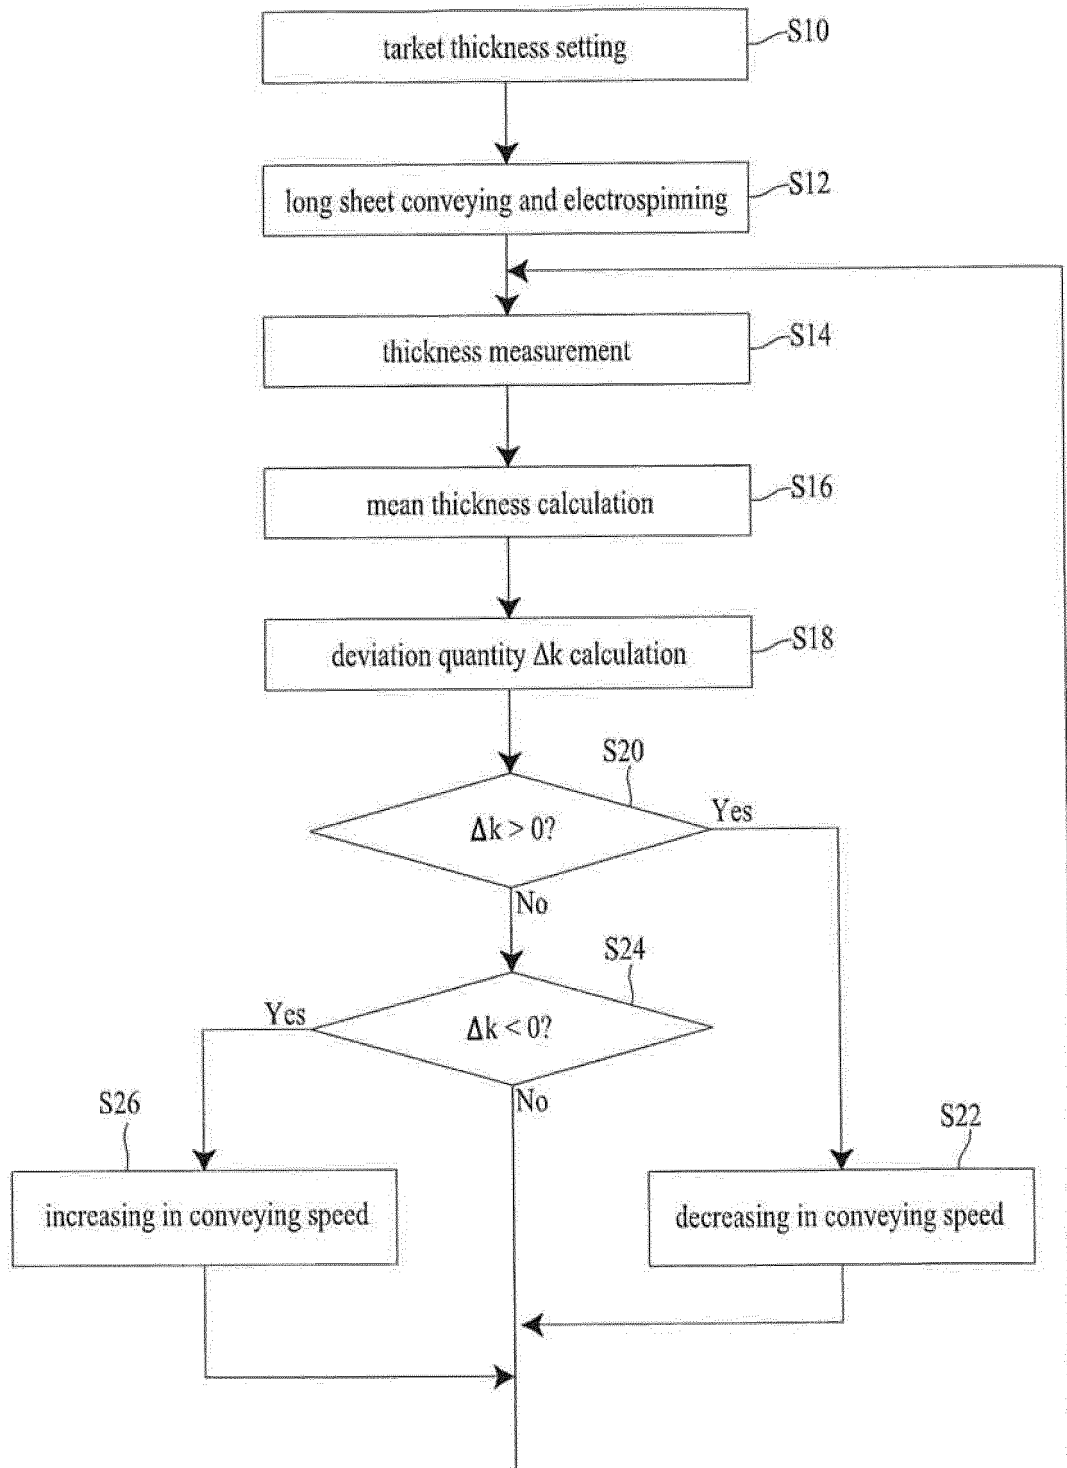 tarket thickness setting
S10
long sheet conveying and electrospinning
S12
thickness measurement
S14
mean thickness calculation
S16
deviation quantity Δk calculation
S18
S20
Δk > 0?
Yes
No
S24
Δk < 0?
Yes
No
S26
increasing in conveying speed
S22
decreasing in conveying speed